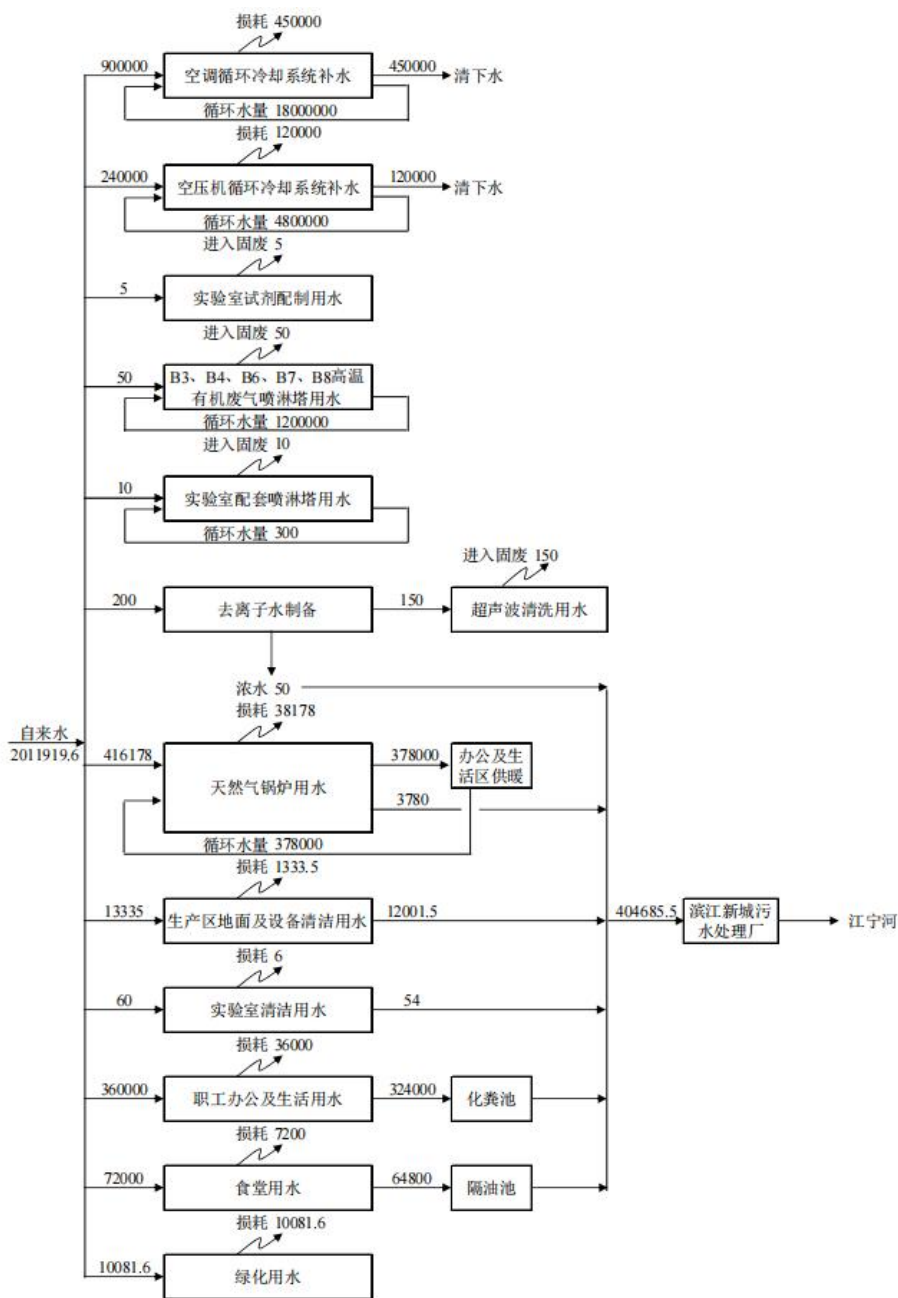 损耗 450000
900000
空调循环冷却系统补水
450000
清下水
循环水量 18000000
损耗 120000
240000
空压机循环冷却系统补水
120000
清下水
循环水量 4800000
进入固废 5
5
实验室试剂配制用水
进入固废 50
50
B3、B4、B6、B7、B8高温
有机废气喷淋塔用水
循环水量 1200000
进入固废 10
10
实验室配套喷淋塔用水
循环水量 300
进入固废 150
200
去离子水制备
150
超声波清洗用水
浓水 50
损耗 38178
自来水
2011919.6
416178
天然气锅炉用水
378000
办公及生
活区供暖
3780
循环水量 378000
损耗 1333.5
13335
生产区地面及设备清洁用水
12001.5
404685.5
滨江新城污
水处理厂
江宁河
损耗 6
60
实验室清洁用水
54
损耗 36000
360000
职工办公及生活用水
324000
化粪池
损耗 7200
72000
食堂用水
64800
隔油池
损耗 10081.6
10081.6
绿化用水